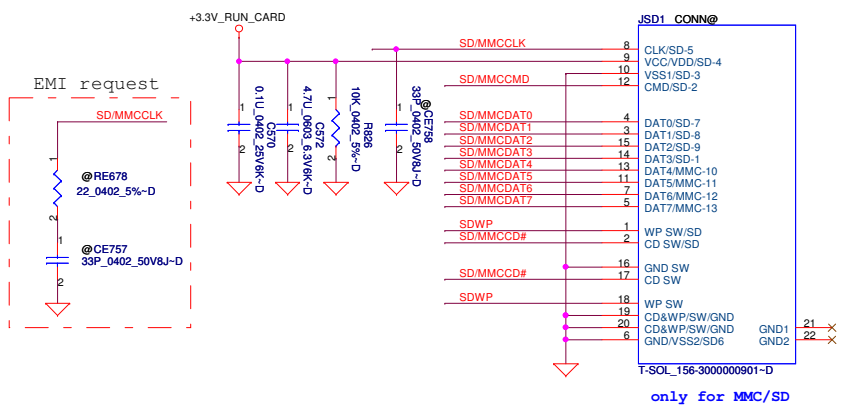 +3.3V_RUN_CARD
JSD1 CONN@
SD/MMCCLK 8 CLK/SD-5
9 VCC/VDD/SD-4
10 VSS1/SD-3
SD/MMCCMD 12 CMD/SD-2
SD/MMCDAT0 4 DAT0/SD-7
SD/MMCDAT1 3 DAT1/SD-8
SD/MMCDAT2 15 DAT2/SD-9
SD/MMCDAT3 14 DAT3/SD-1
SD/MMCDAT4 13 DAT4/MMC-10
SD/MMCDAT5 11 DAT5/MMC-11
SD/MMCDAT6 7 DAT6/MMC-12
SD/MMCDAT7 5 DAT7/MMC-13
SDWP 1 WP SW/SD
SD/MMCCD# 2 CD SW/SD
16 GND SW
SD/MMCCD# 17 CD SW
SDWP 18 WP SW
19 CD&WP/SW/GND
20 CD&WP/SW/GND GND1 21
6 GND/VSS2/SD6 GND2 22
T-SOL_156-3000000901~D
only for MMC/SD
1
2
C570
0.1U_0402_25V6K~D
1
2
C572
4.7U_0603_6.3V6K~D
1
2
R826
10K_0402_5%~D
1
2
@CE758
33P_0402_50V8J~D
EMI request
SD/MMCCLK
1
@RE678
22_0402_5%~D
2
1
@CE757
33P_0402_50V8J~D
2